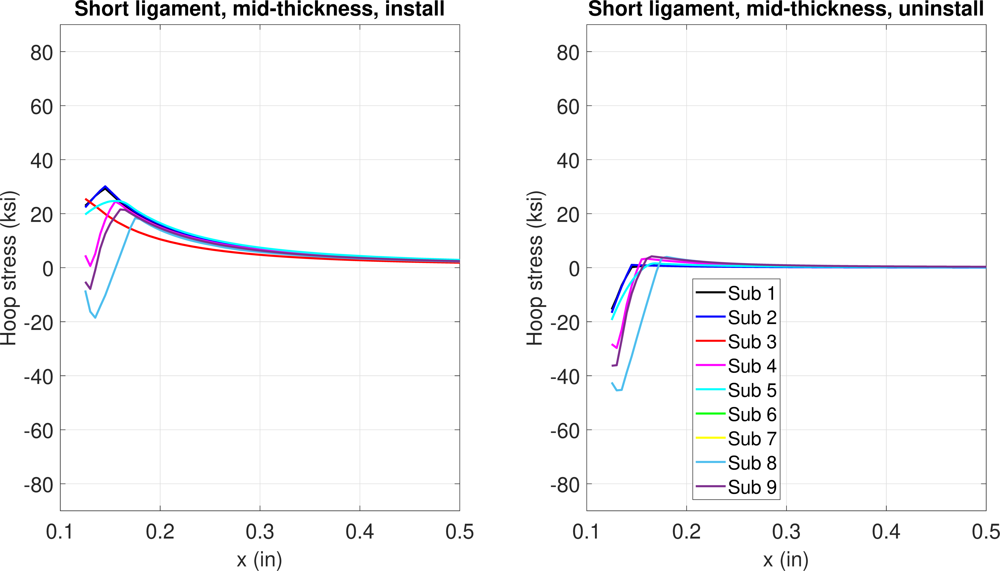 Short ligament, mid-thickness, install
80
60
40
20
0
-20
-40
-60
-80
Hoop stress (ksi)
0.1 0.2 0.3 0.4 0.5
x (in)
Short ligament, mid-thickness, uninstall
80
60
40
20
0
-20
-40
-60
-80
Hoop stress (ksi)
Sub 1
Sub 2
Sub 3
Sub 4
Sub 5
Sub 6
Sub 7
Sub 8
Sub 9
0.1 0.2 0.3 0.4 0.5
x (in)